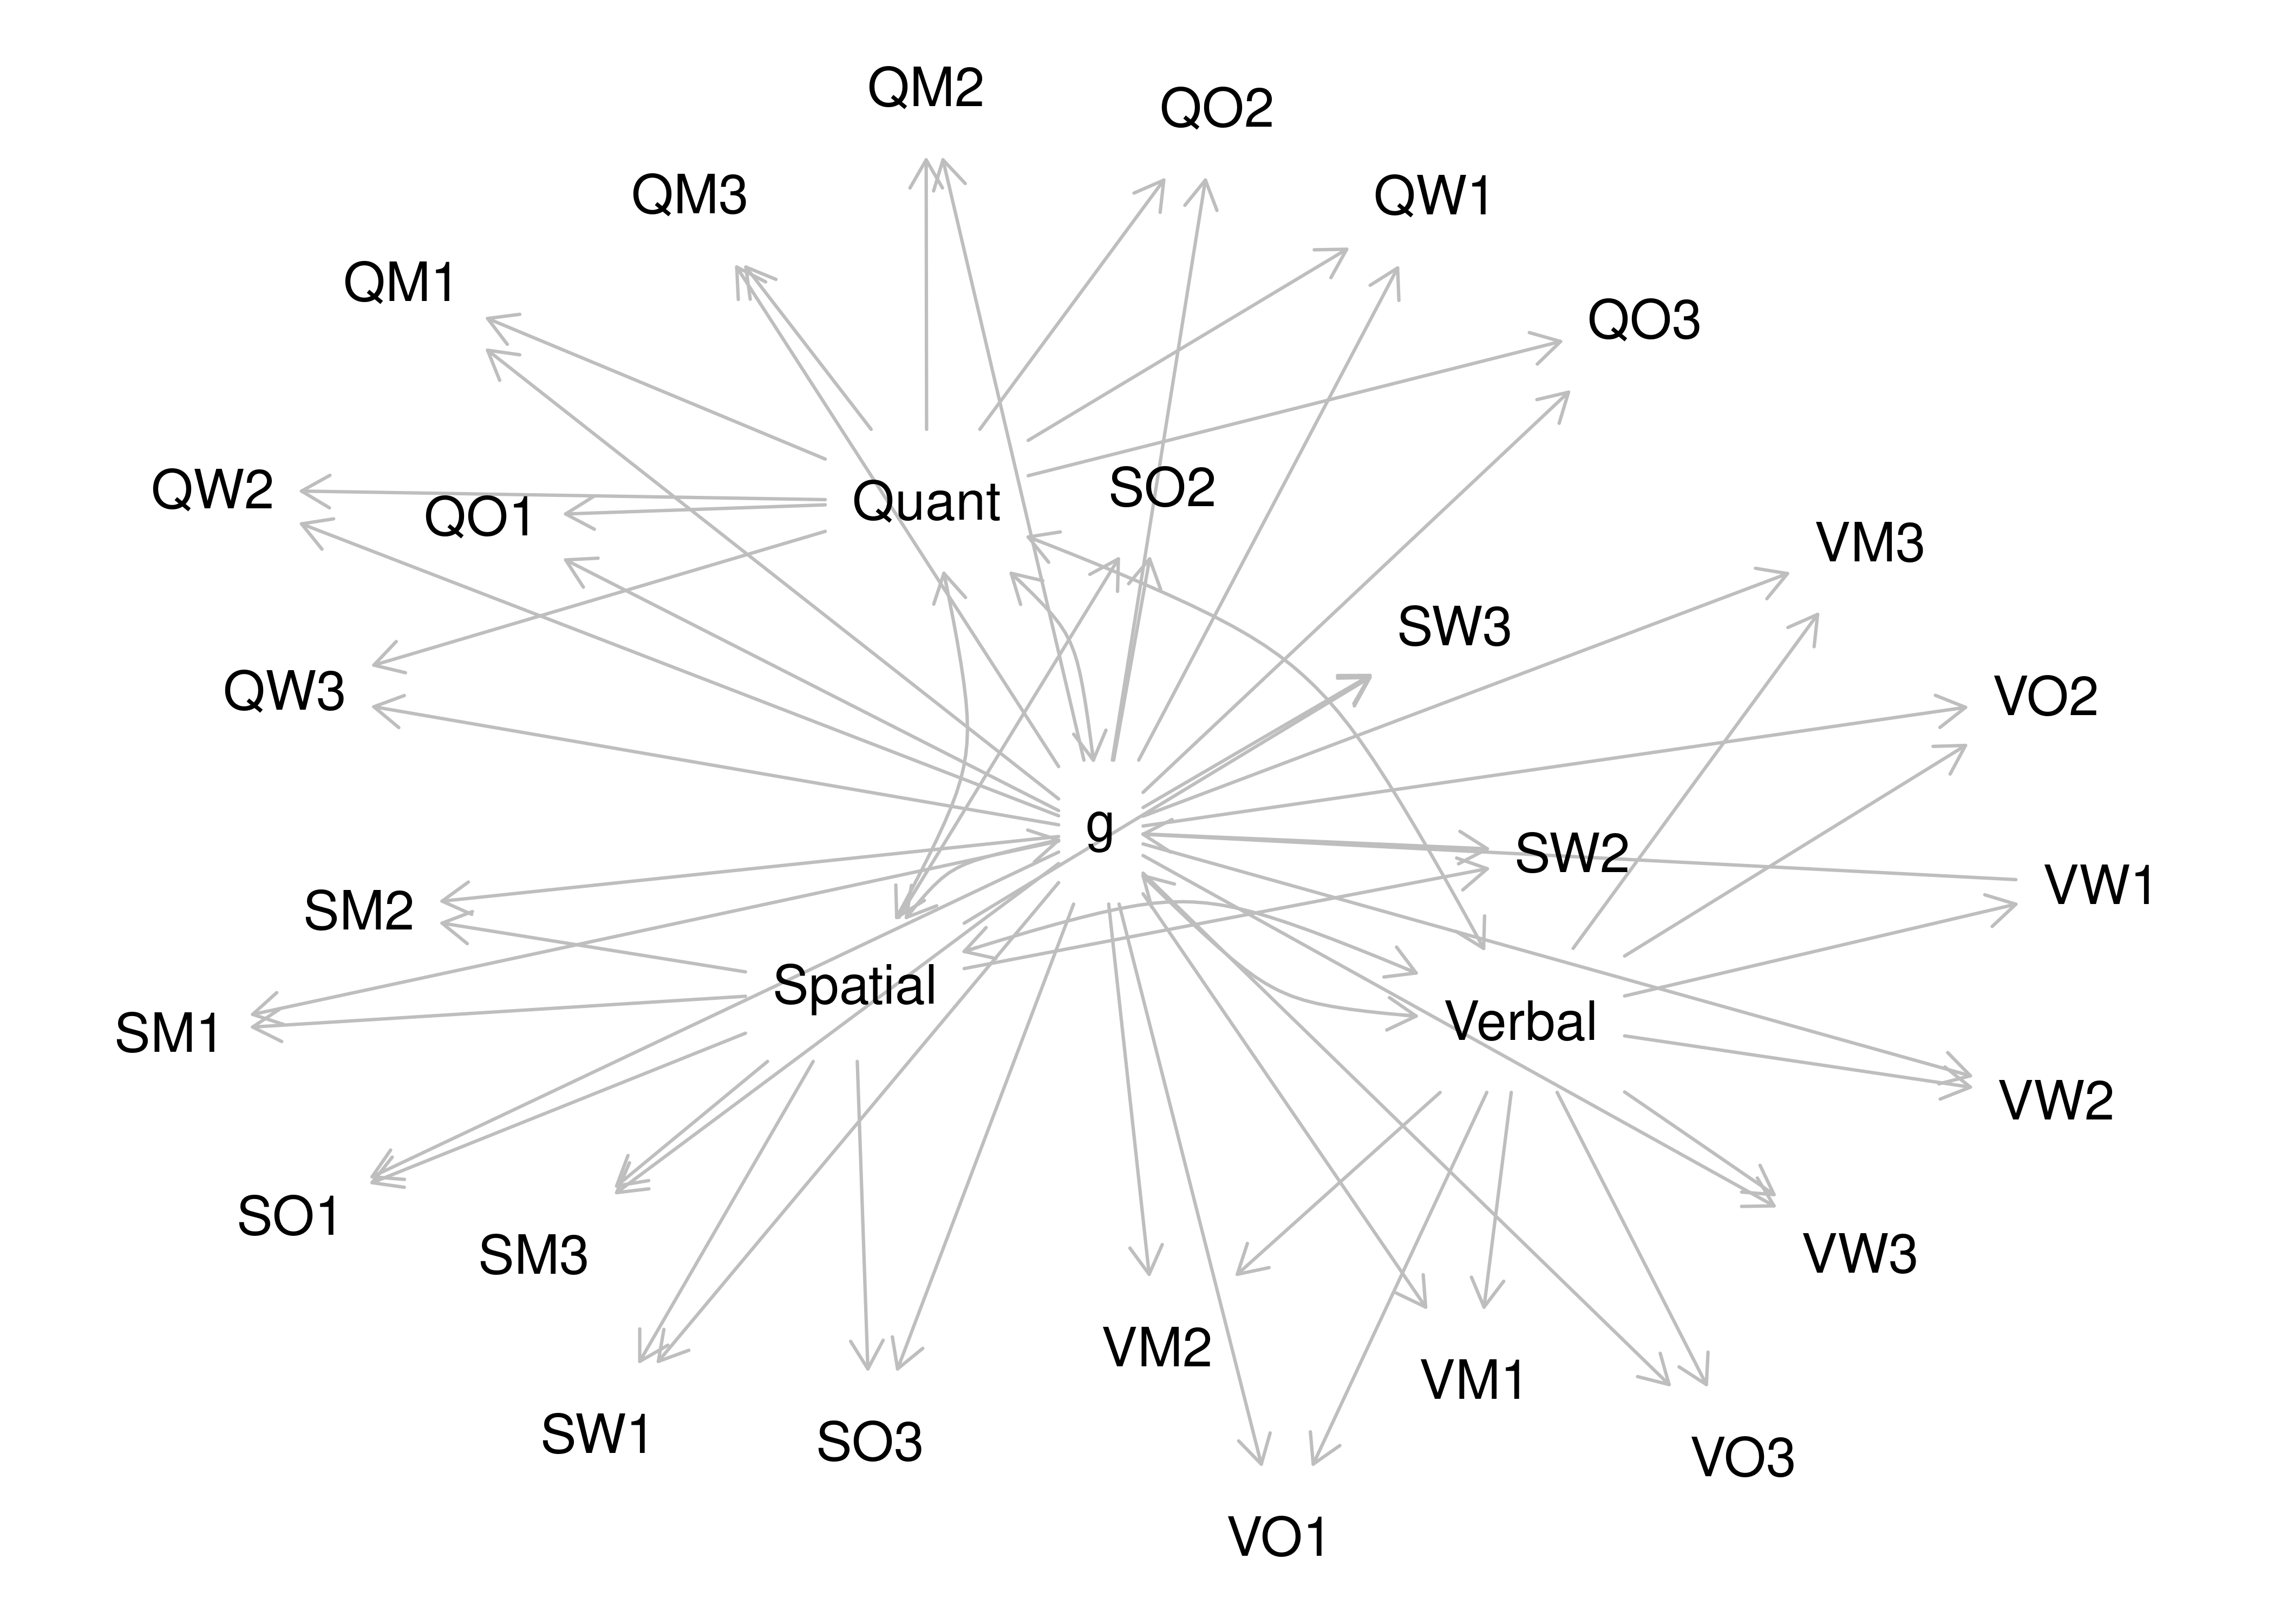 QM2
QO2
QM3
QW1
QM1
QO3
QW2
QO1
Quant
SO2
VM3
SW3
QW3
VO2
g
SW2
VW1
SM2
Spatial
Verbal
SM1
VW2
SO1
SM3
VW3
VM2
VM1
SW1
SO3
VO3
VO1